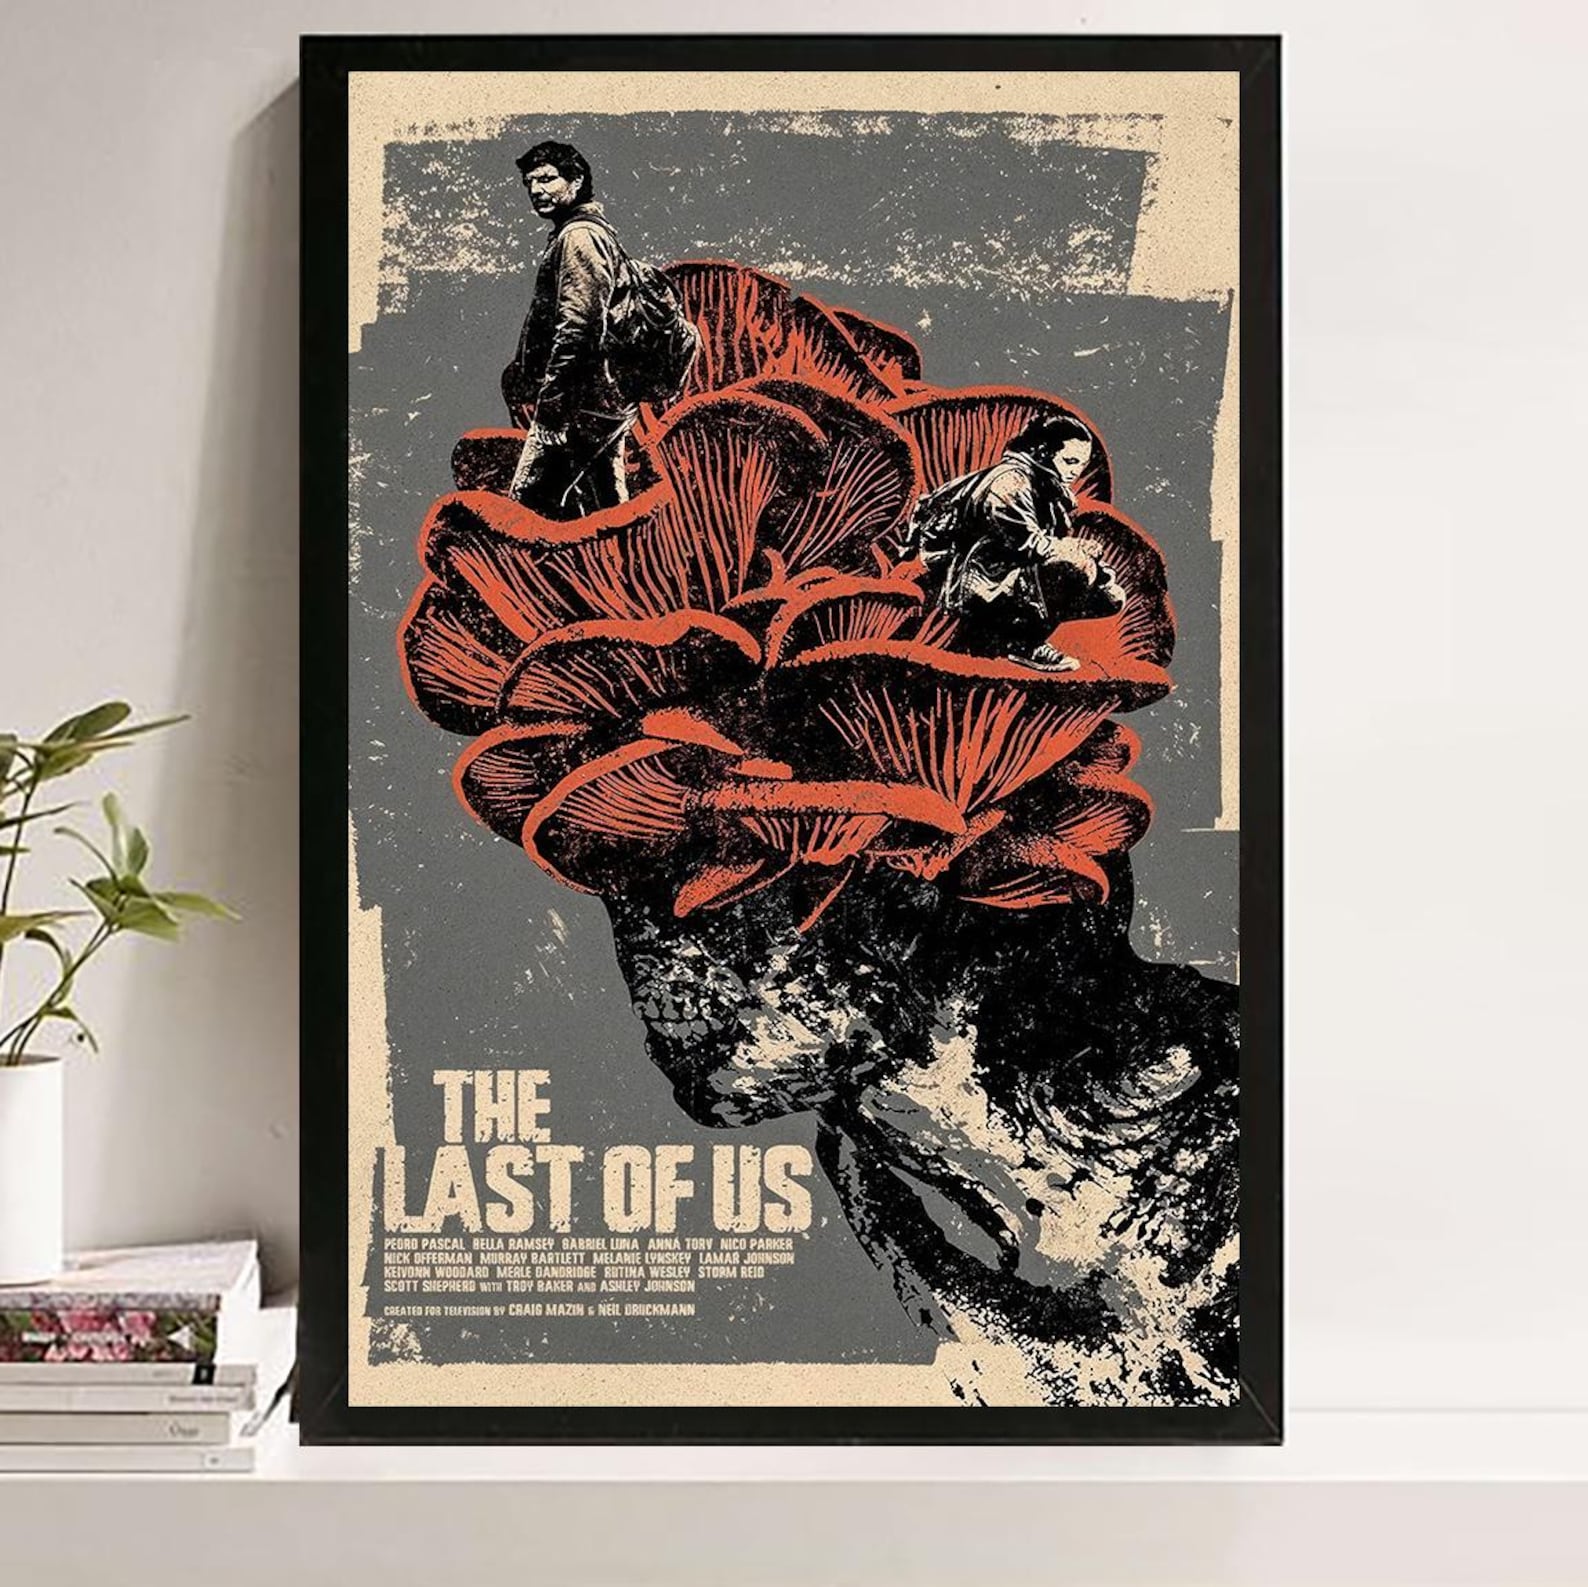 THE
LAST OF US
PEDRO PASCAL BELLA RAMSEY GABRIEL LUNA ANNA TORV NICO PARKER
NICK OFFERMAN MURRAY BARTLETT MELANIE LYNSKEY LAMAR JOHNSON
KEIVONN WOODARD MERLE DANDRIDGE RUTINA WESLEY STORM REID
SCOTT SHEPHERD WITH TROY BAKER AND ASHLEY JOHNSON
CREATED FOR TELEVISION BY CRAIG MAZIN & NEIL DRUCKMANN